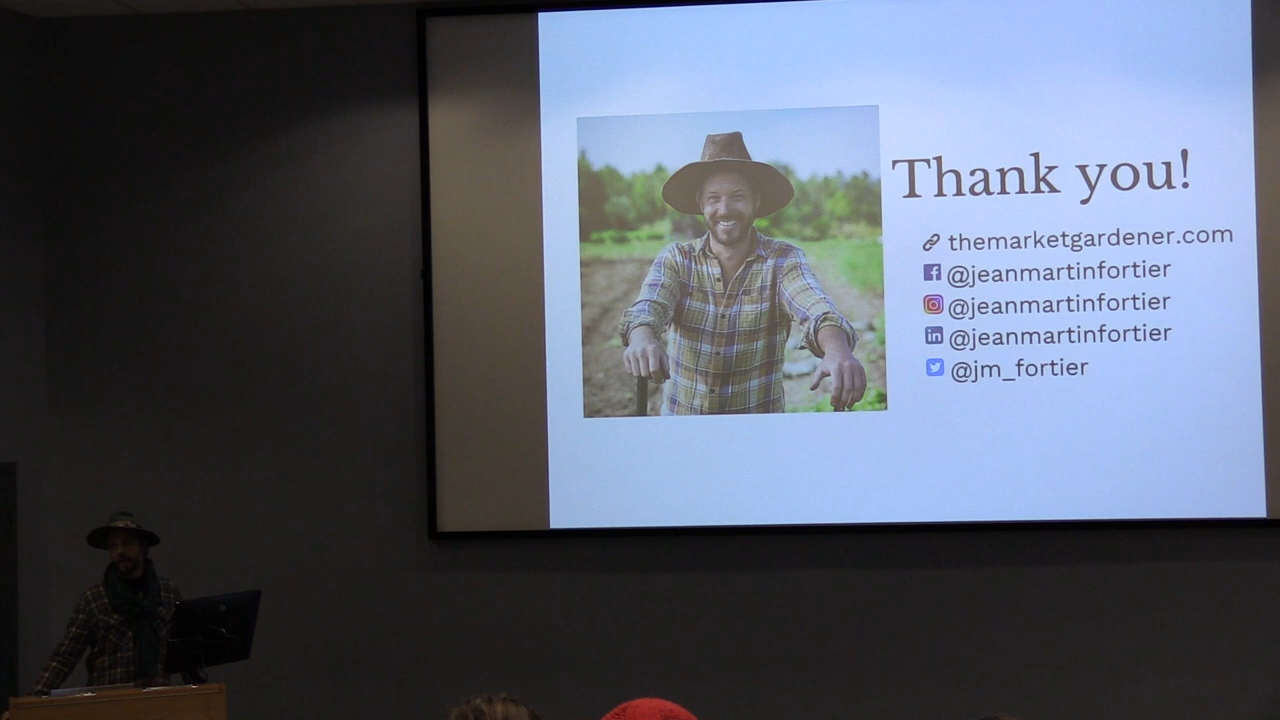 Thank you!
themarketgardener.com
@jeanmartinfortier
@jeanmartinfortier
@jeanmartinfortier
@jm_fortier